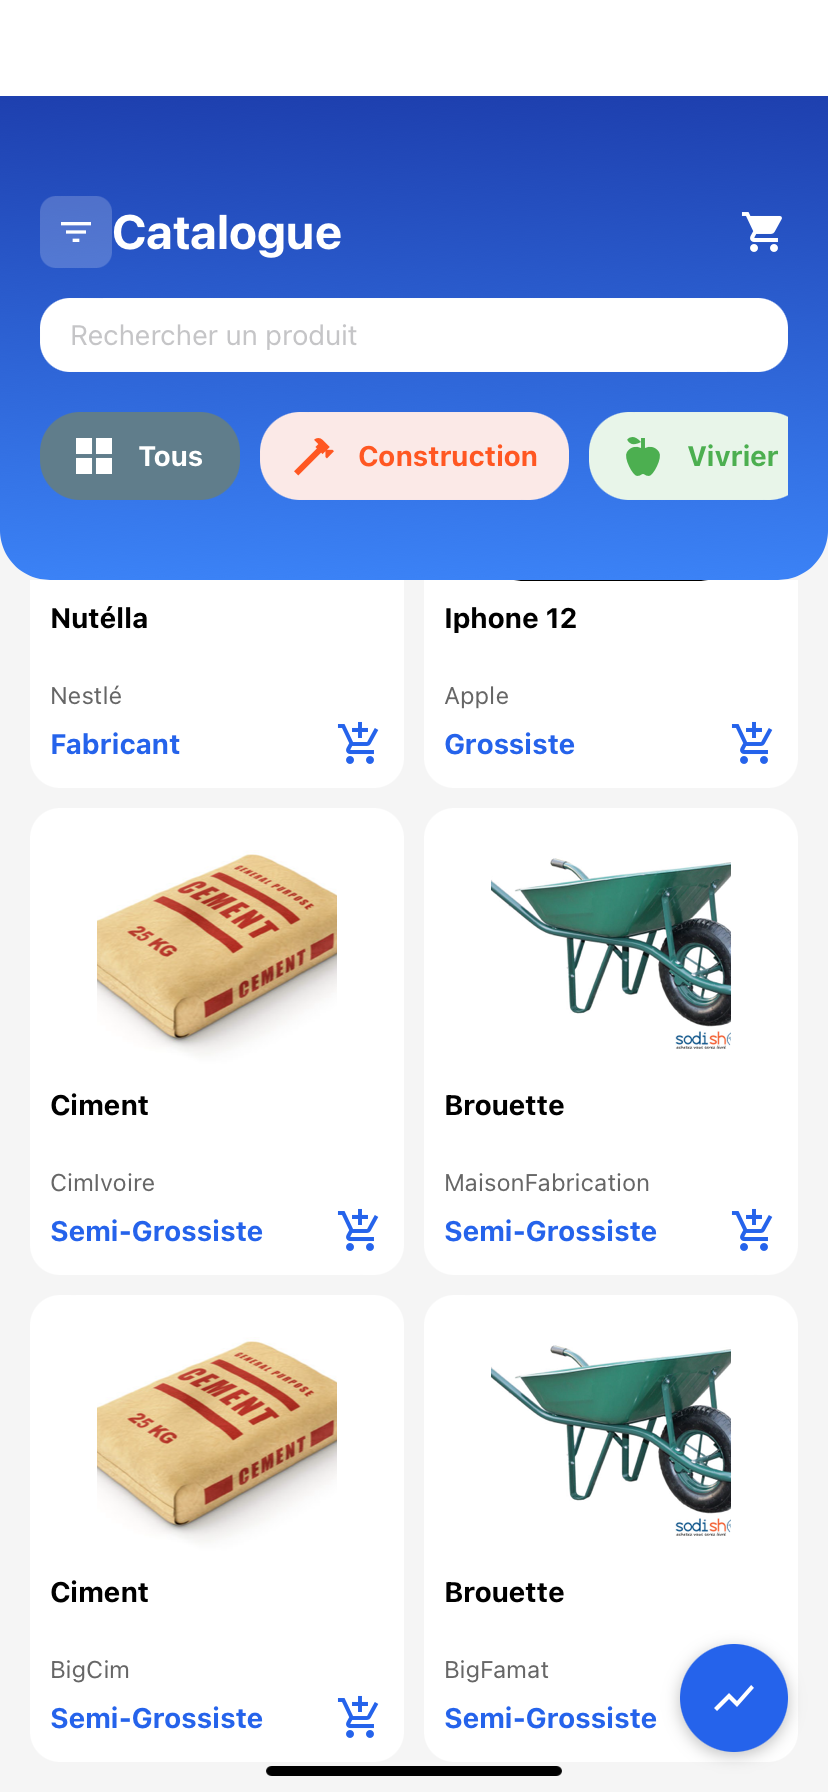 Catalogue
Rechercher un produit
Tous
Construction
Vivrier
Nutélla
Iphone 12
Nestlé
Apple
Fabricant
Grossiste
GENERAL PURPOSE
CEMENT
25 KG
CEMENT
sodish
Ciment
Brouette
CimIvoire
MaisonFabrication
Semi-Grossiste
Semi-Grossiste
GENERAL PURPOSE
CEMENT
25 KG
CEMENT
sodish
Ciment
Brouette
BigCim
BigFamat
Semi-Grossiste
Semi-Grossiste